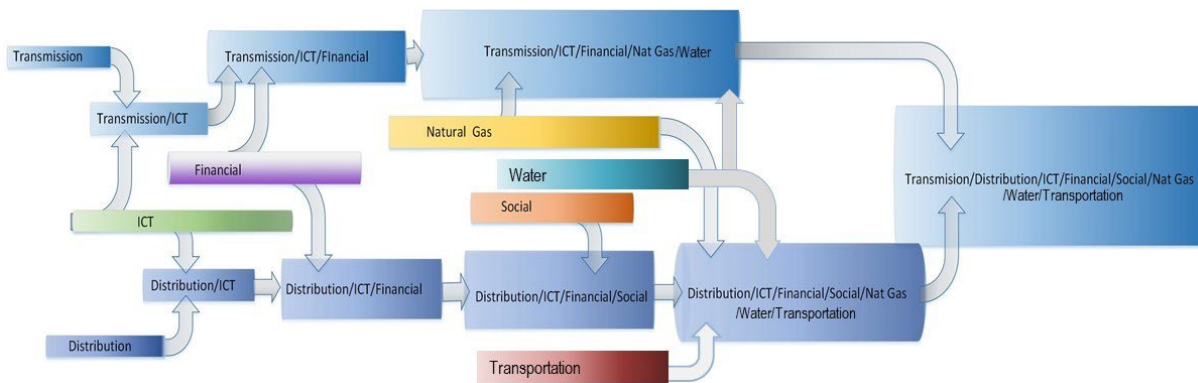 Transmission
Transmission/ICT/FInancial
Transmission/ICT/Financial/Nat Gas/Water
Transmission/ICT
Natural Gas
Financial
Water
Transmision/Distribution/ICT/Financial/Social/Nat Gas
/Water/Transportation
Social
ICT
Distribution/ICT
Distribution/ICT/Financial
Distribution/ICT/Financial/Social
Distribution/ICT/Financial/Social/Nat Gas
/Water/Transportation
Distribution
Transportation